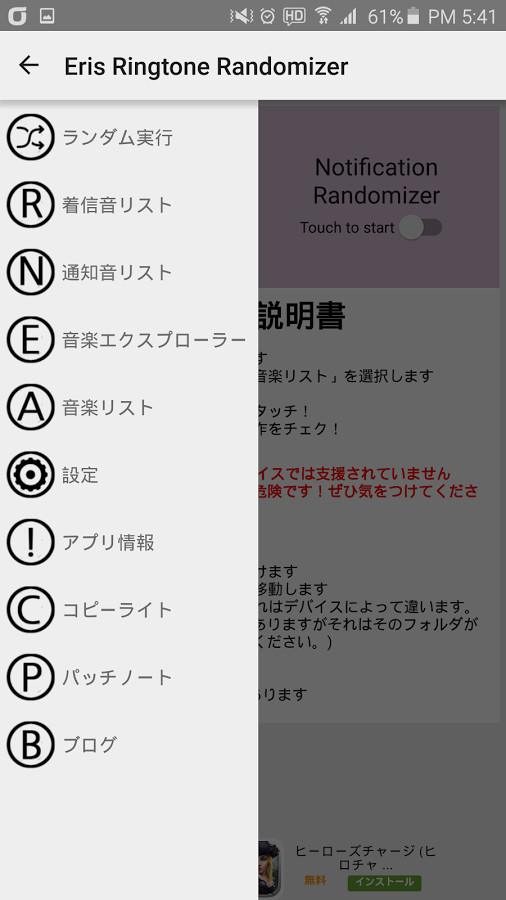 HD 61% PM 5:41
Eris Ringtone Randomizer
ランダム実行
R 着信音リスト
N 通知音リスト
E 音楽エクスプローラー
A 音楽リスト
設定
! アプリ情報
C コピーライト
P パッチノート
B ブログ
Notification
Randomizer
Touch to start
説明書
す
音楽リスト」を選択します
タッチ！
作をチェク！
イスでは支援されていません
危険です！ぜひ気をつけてくださ
けます
移動します
れはデバイスによって違います。
ありますがそれはそのフォルダが
ください。)
あります
ヒーローズチャージ (ヒ
ロチャ ...
無料 インストール